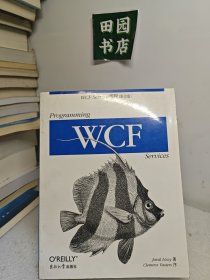 田园
书店
Programming
WCF
Services
O'REILLY®
东南大学出版社
Juval Lowy 著